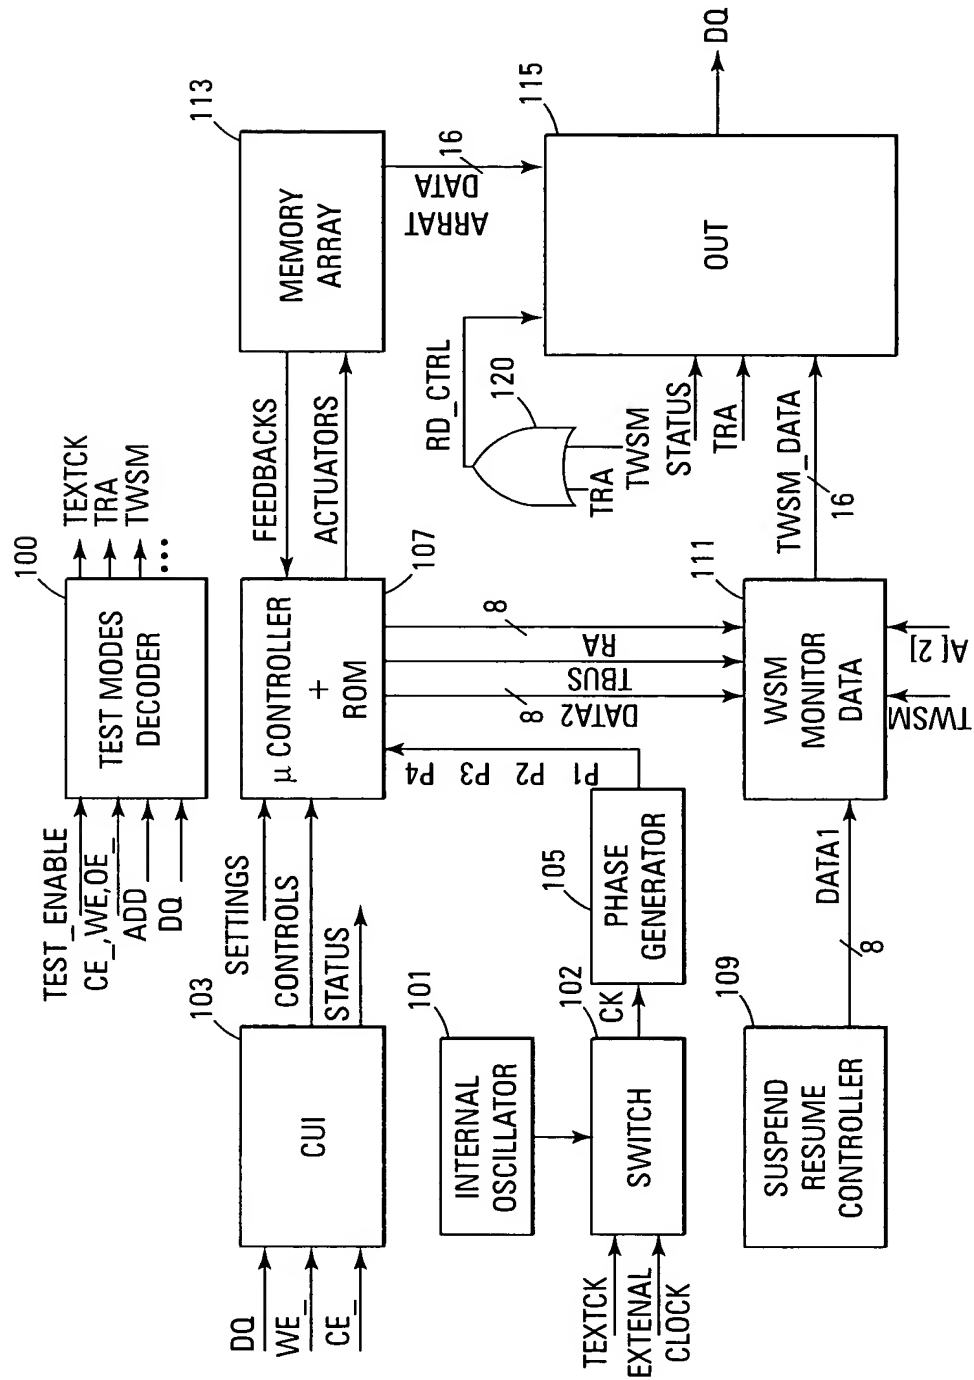 TEST_ENABLE
CE_,WE,OE_
ADD
DQ
TEST MODES
DECODER
100
TEXTCK
TRA
TWSM
...
DQ
WE_
CE_
CUI
103
SETTINGS
CONTROLS
STATUS
μ CONTROLLER
+
ROM
107
FEEDBACKS
ACTUATORS
MEMORY
ARRAY
113
INTERNAL
OSCILLATOR
101
TEXTCK
EXTENAL
CLOCK
SWITCH
102
CK
PHASE
GENERATOR
105
P1 P2 P3 P4
DATA2
8
TBUS
RA
8
ARRAT
DATA
16
RD_CTRL
120
TRA
TWSM
STATUS
TRA
TWSM_DATA
16
OUT
115
DQ
SUSPEND
RESUME
CONTROLLER
109
DATA1
8
WSM
MONITOR
DATA
111
TWSM
A[2]